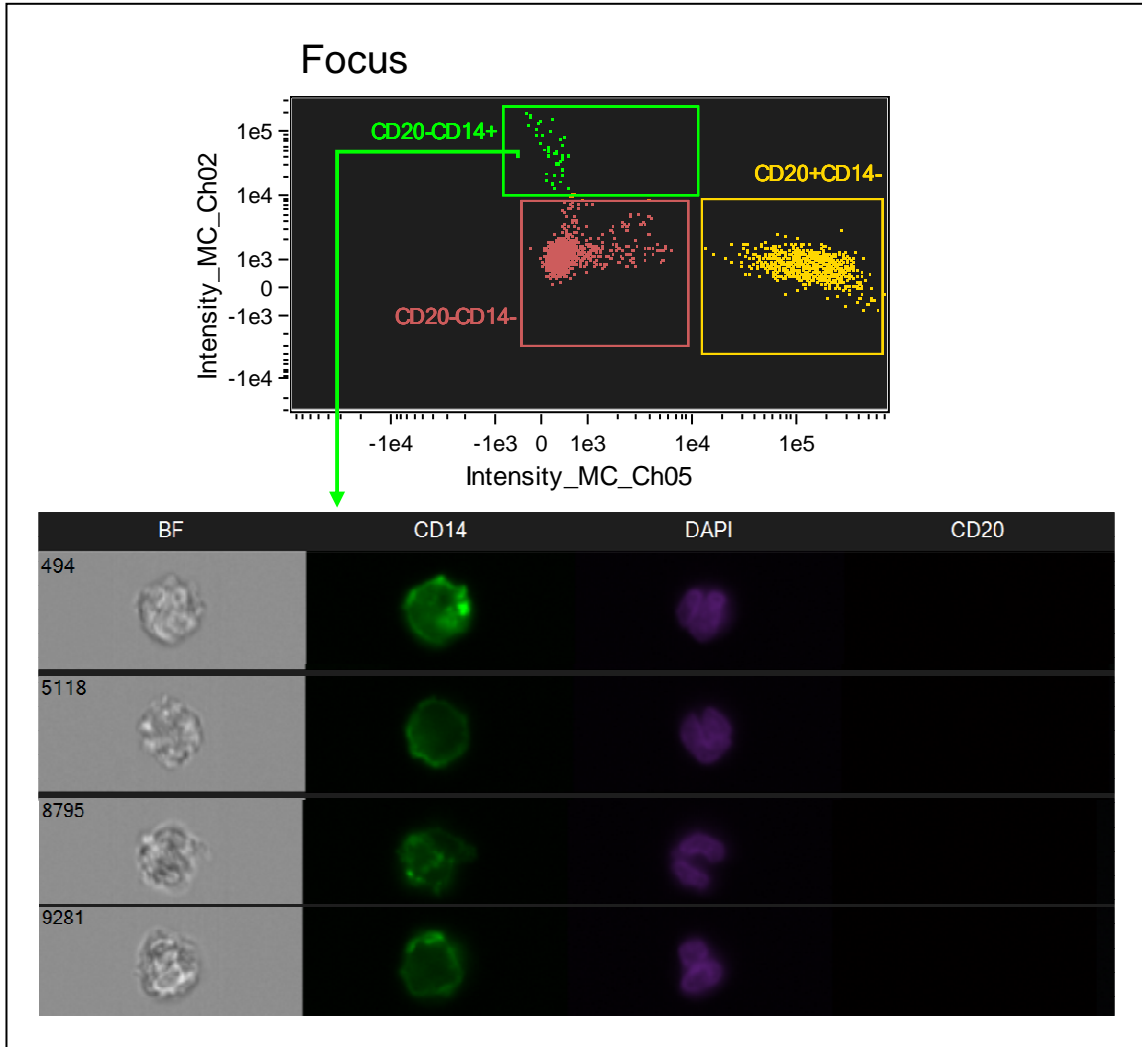 Focus
CD20-CD14+
CD20+CD14-
CD20-CD14-
1e5
1e4
1e3
0
-1e3
-1e4
Intensity_MC_Ch02
-1e4 -1e3 0 1e3 1e4 1e5
Intensity_MC_Ch05
BF CD14 DAPI CD20
494
5118
8795
9281